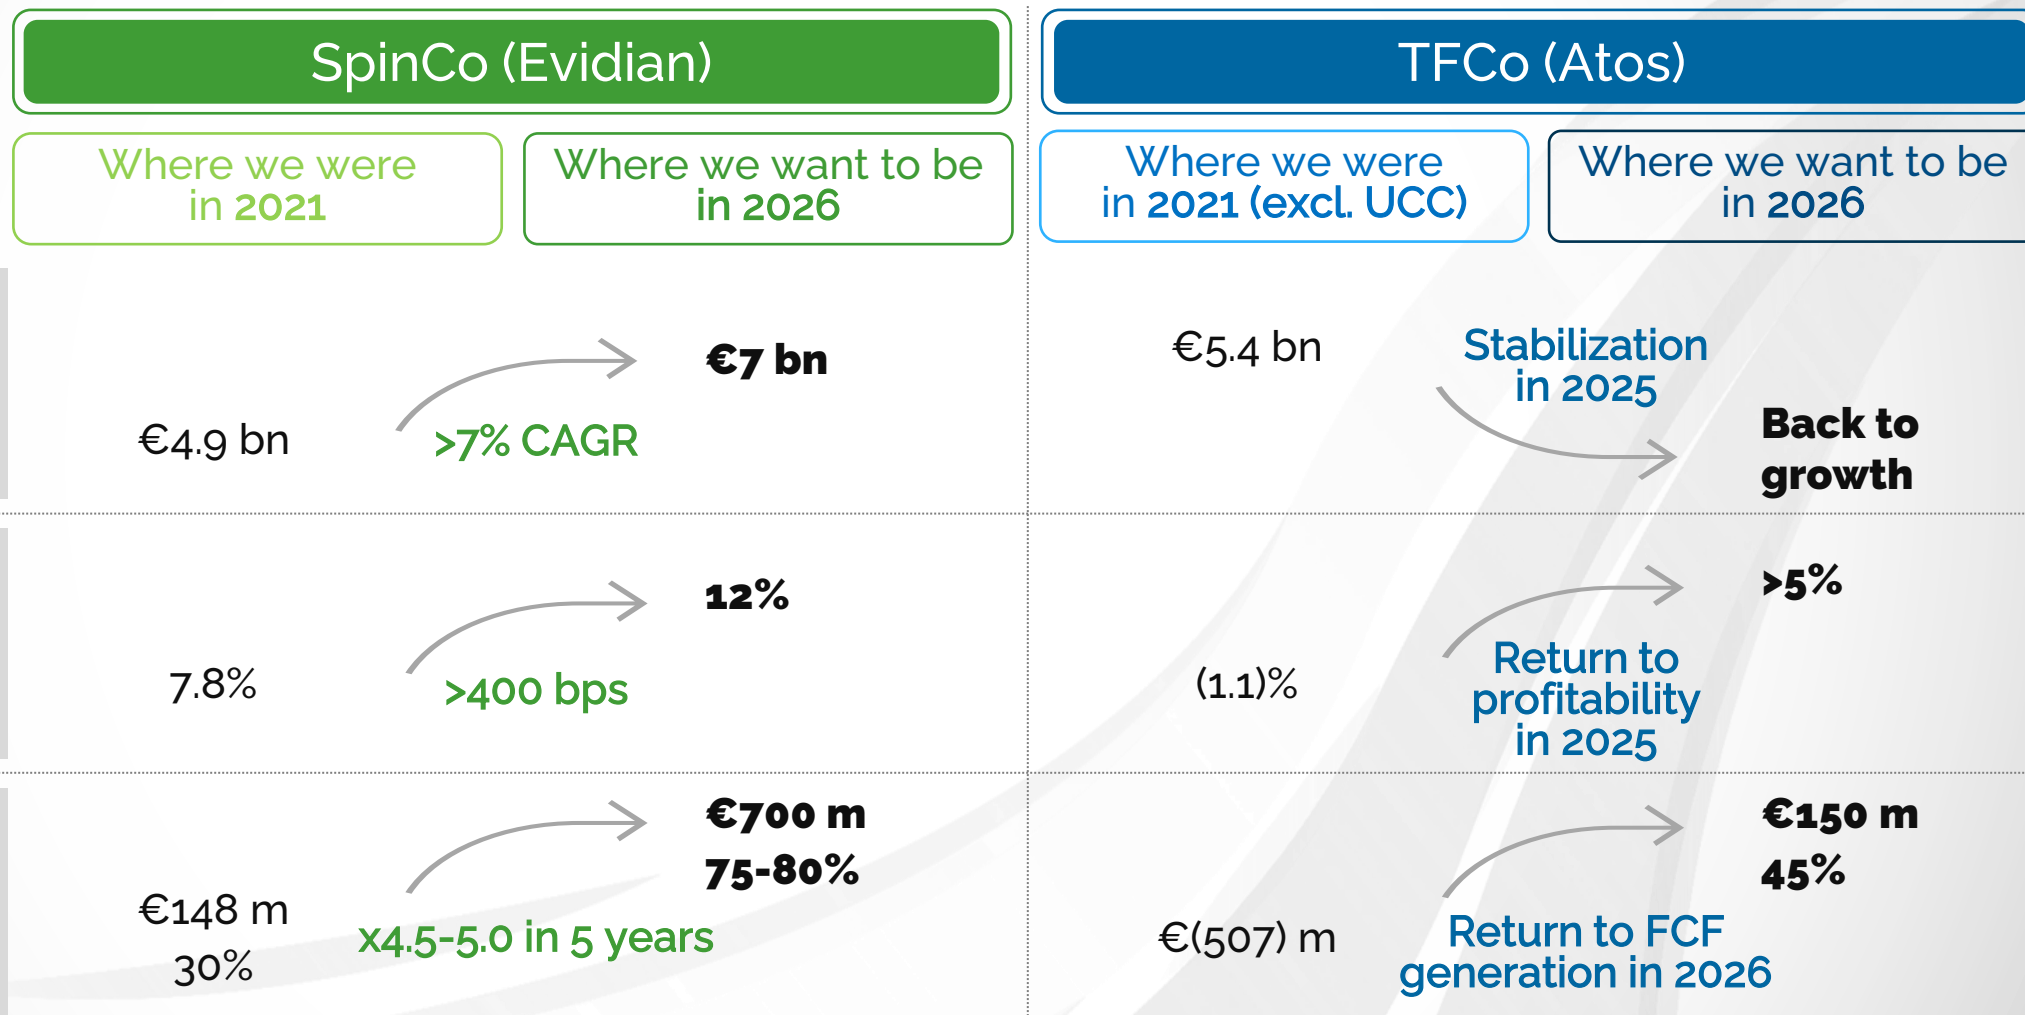 SpinCo (Evidian)
TFCo (Atos)
Where we were
in 2021
Where we want to be
in 2026
Where we were
in 2021 (excl. UCC)
Where we want to be
in 2026
€4.9 bn
>7% CAGR
€7 bn
€5.4 bn
Stabilization
in 2025
Back to
growth
7.8%
>400 bps
12%
(1.1)%
Return to
profitability
in 2025
>5%
€148 m
30%
x4.5-5.0 in 5 years
€700 m
75-80%
€(507) m
Return to FCF
generation in 2026
€150 m
45%